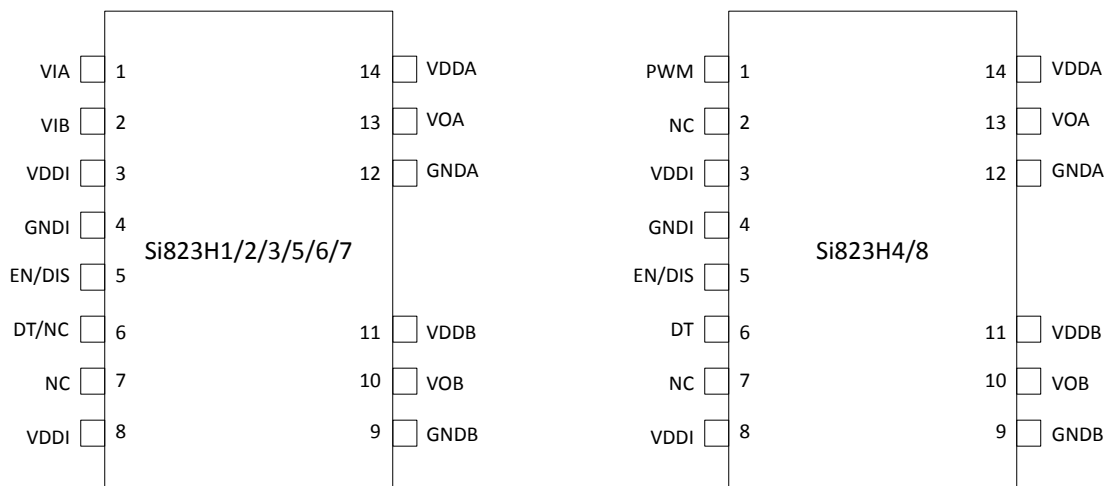 VIA 1 14 VDDA
VIB 2 13 VOA
VDDI 3 12 GNDA
GNDI 4
Si823H1/2/3/5/6/7
EN/DIS 5
DT/NC 6 11 VDDB
NC 7 10 VOB
VDDI 8 9 GNDB
PWM 1 14 VDDA
NC 2 13 VOA
VDDI 3 12 GNDA
GNDI 4
Si823H4/8
EN/DIS 5
DT 6 11 VDDB
NC 7 10 VOB
VDDI 8 9 GNDB